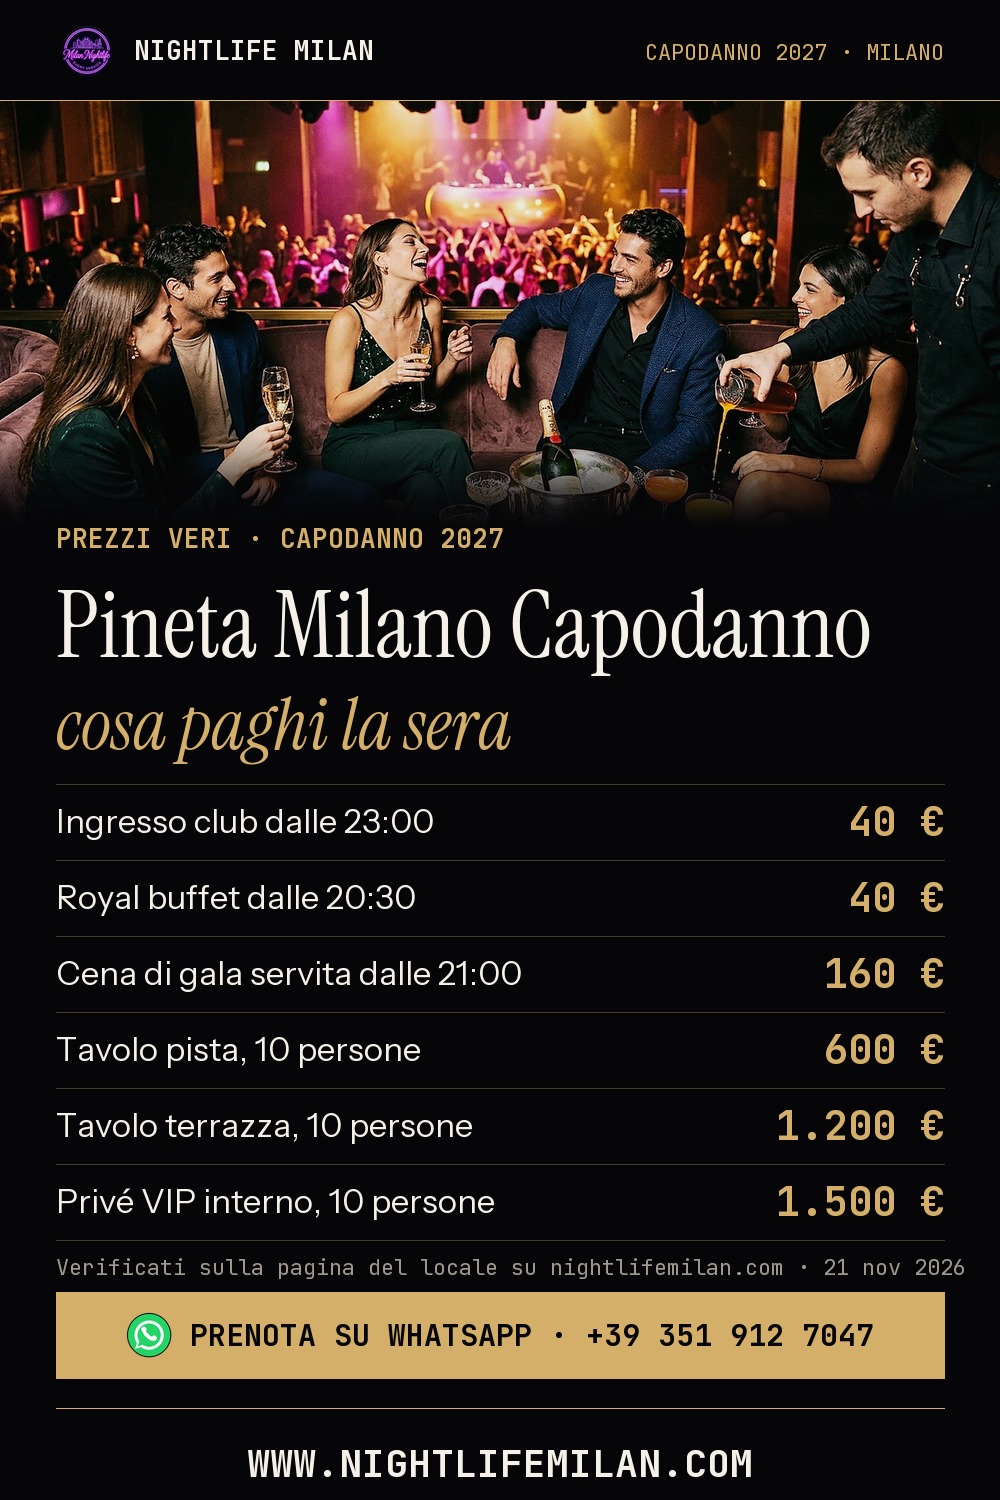 Milan Nightlife
NIGHTLIFE MILAN
CAPODANNO 2027 · MILANO
PREZZI VERI · CAPODANNO 2027
Pineta Milano Capodanno
cosa paghi la sera
Ingresso club dalle 23:00 40 €
Royal buffet dalle 20:30 40 €
Cena di gala servita dalle 21:00 160 €
Tavolo pista, 10 persone 600 €
Tavolo terrazza, 10 persone 1.200 €
Privé VIP interno, 10 persone 1.500 €
Verificati sulla pagina del locale su nightlifemilan.com · 21 nov 2026
PRENOTA SU WHATSAPP · +39 351 912 7047
WWW.NIGHTLIFEMILAN.COM